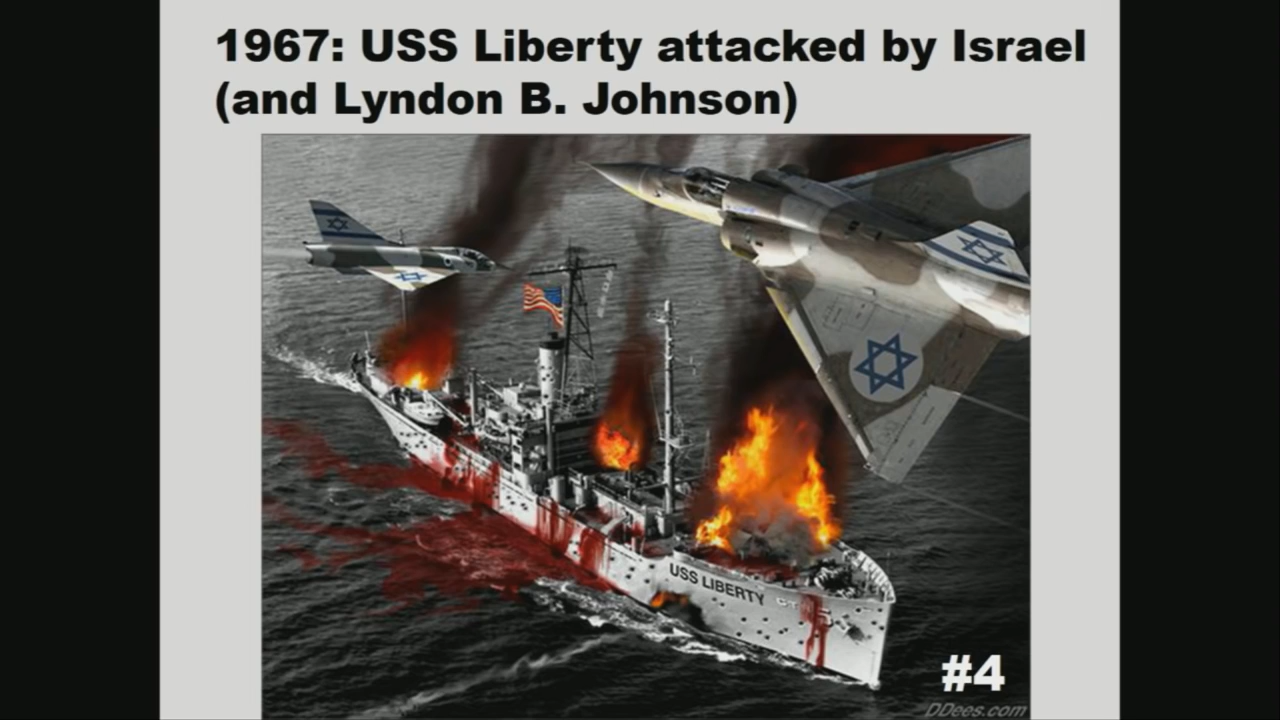 1967: USS Liberty attacked by Israel
(and Lyndon B. Johnson)
USS LIBERTY
#4
DDees.com